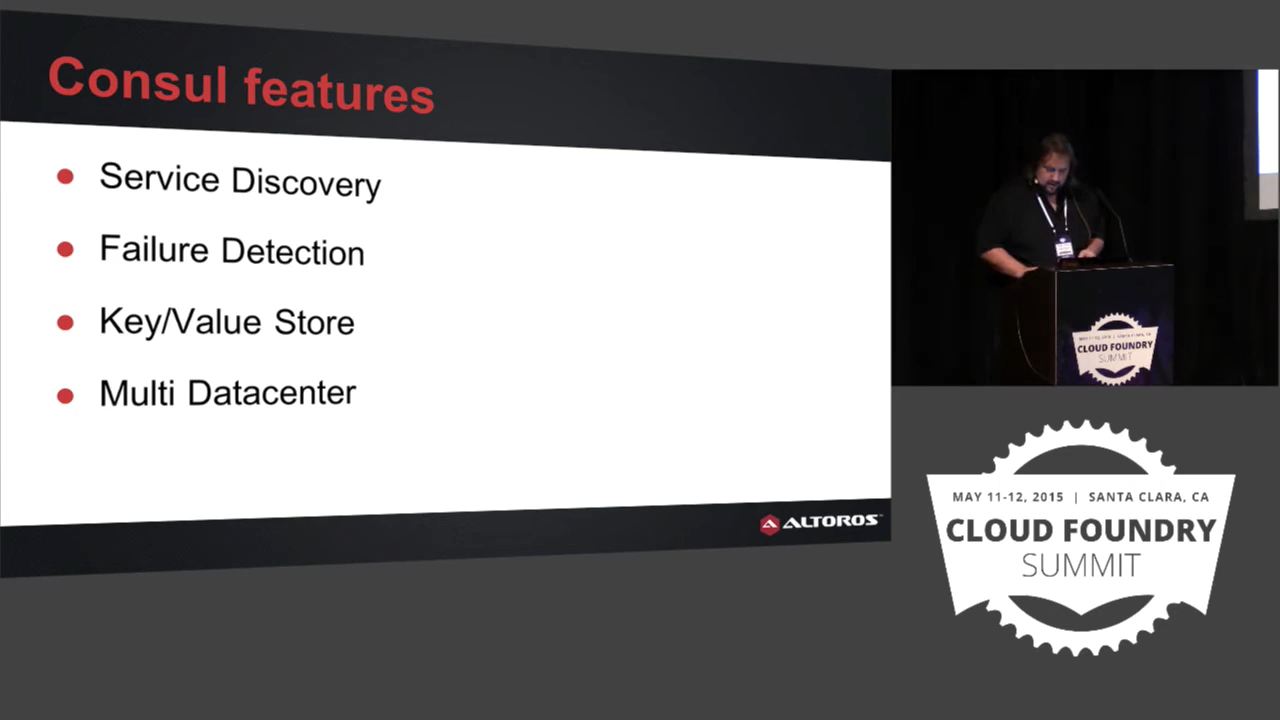 Consul features
Service Discovery
Failure Detection
Key/Value Store
Multi Datacenter
ALTOROS
CLOUD FOUNDRY
SUMMIT
MAY 11-12, 2015 | SANTA CLARA, CA
CLOUD FOUNDRY
SUMMIT